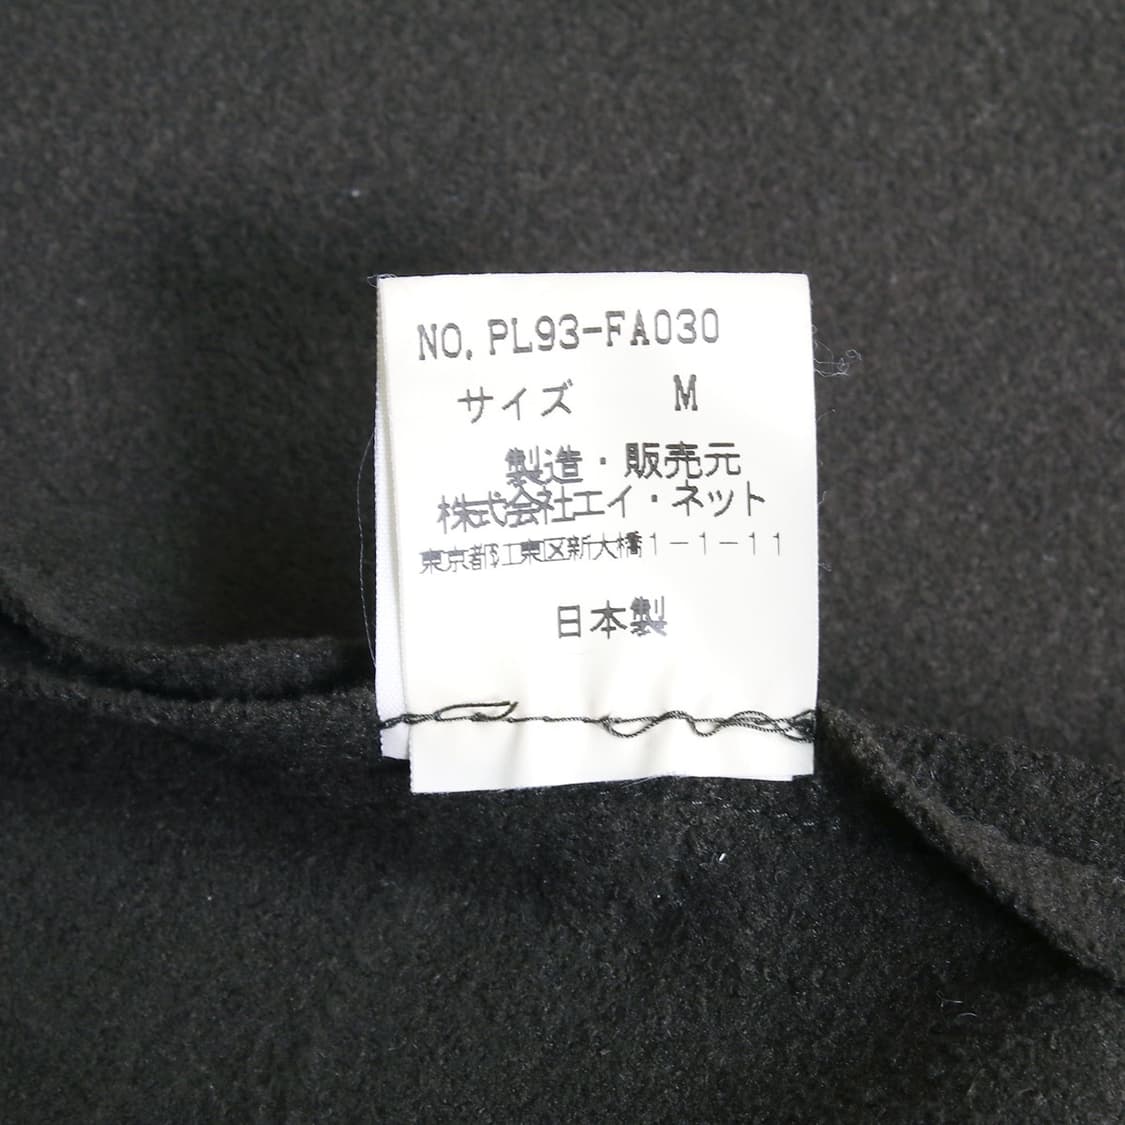 NO. PL93-FA030
サイズ M
製造・販売元
株式会社エイ・ネット
東京都江東区新大橋1-1-11
日本製